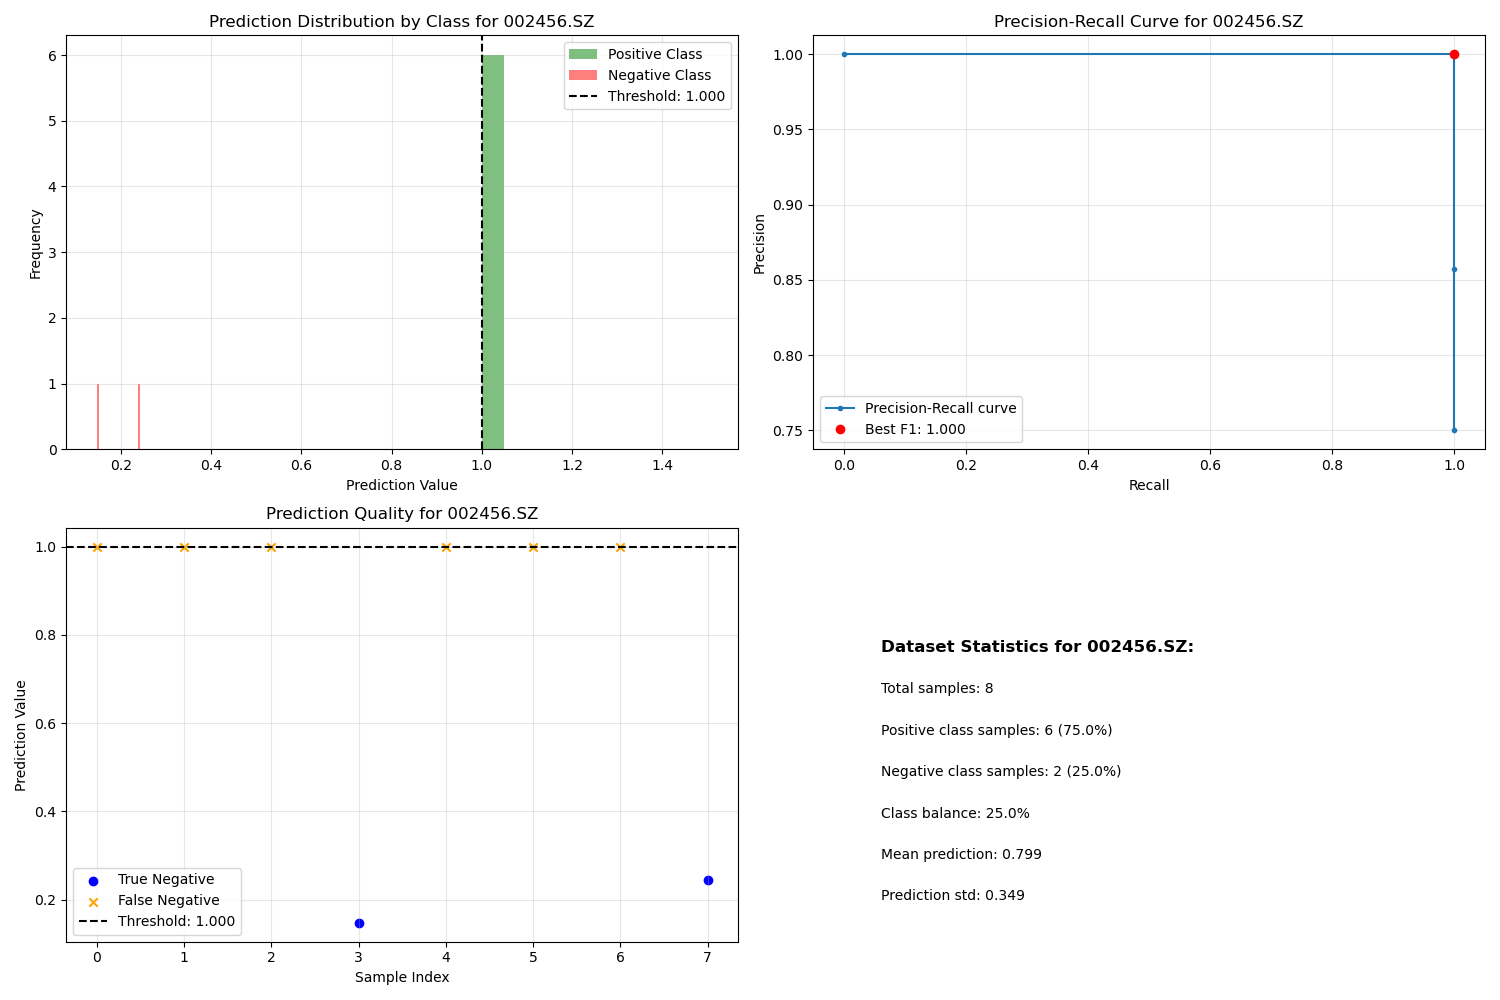 Prediction Distribution by Class for 002456.SZ
Frequency
6
5
4
3
2
1
0
Positive Class
Negative Class
Threshold: 1.000
0.2 0.4 0.6 0.8 1.0 1.2 1.4
Prediction Value
Precision-Recall Curve for 002456.SZ
Precision
1.00
0.95
0.90
0.85
0.80
0.75
Precision-Recall curve
Best F1: 1.000
0.0 0.2 0.4 0.6 0.8 1.0
Recall
Prediction Quality for 002456.SZ
Prediction Value
1.0
0.8
0.6
0.4
0.2
True Negative
False Negative
Threshold: 1.000
0 1 2 3 4 5 6 7
Sample Index
Dataset Statistics for 002456.SZ:
Total samples: 8
Positive class samples: 6 (75.0%)
Negative class samples: 2 (25.0%)
Class balance: 25.0%
Mean prediction: 0.799
Prediction std: 0.349